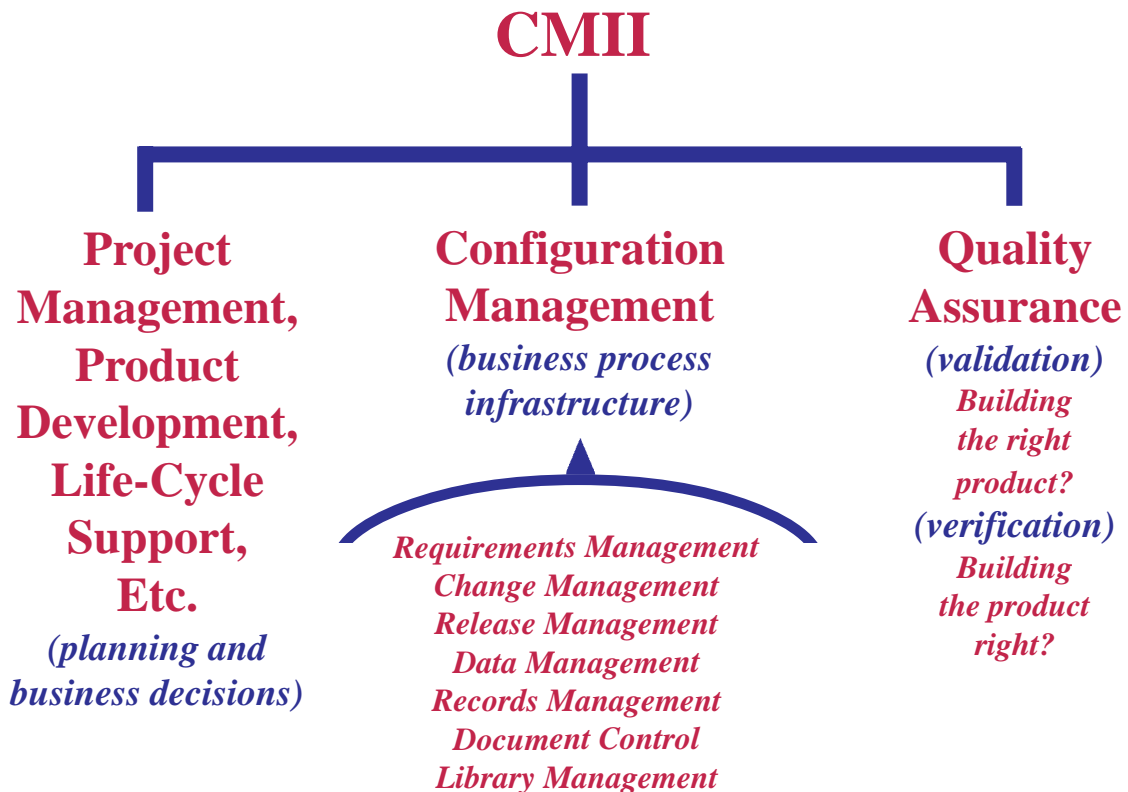 CMII
Project
Management,
Product
Development,
Life-Cycle
Support,
Etc.
(planning and
business decisions)
Configuration
Management
(business process
infrastructure)
Requirements Management
Change Management
Release Management
Data Management
Records Management
Document Control
Library Management
Quality
Assurance
(validation)
Building
the right
product?
(verification)
Building
the product
right?